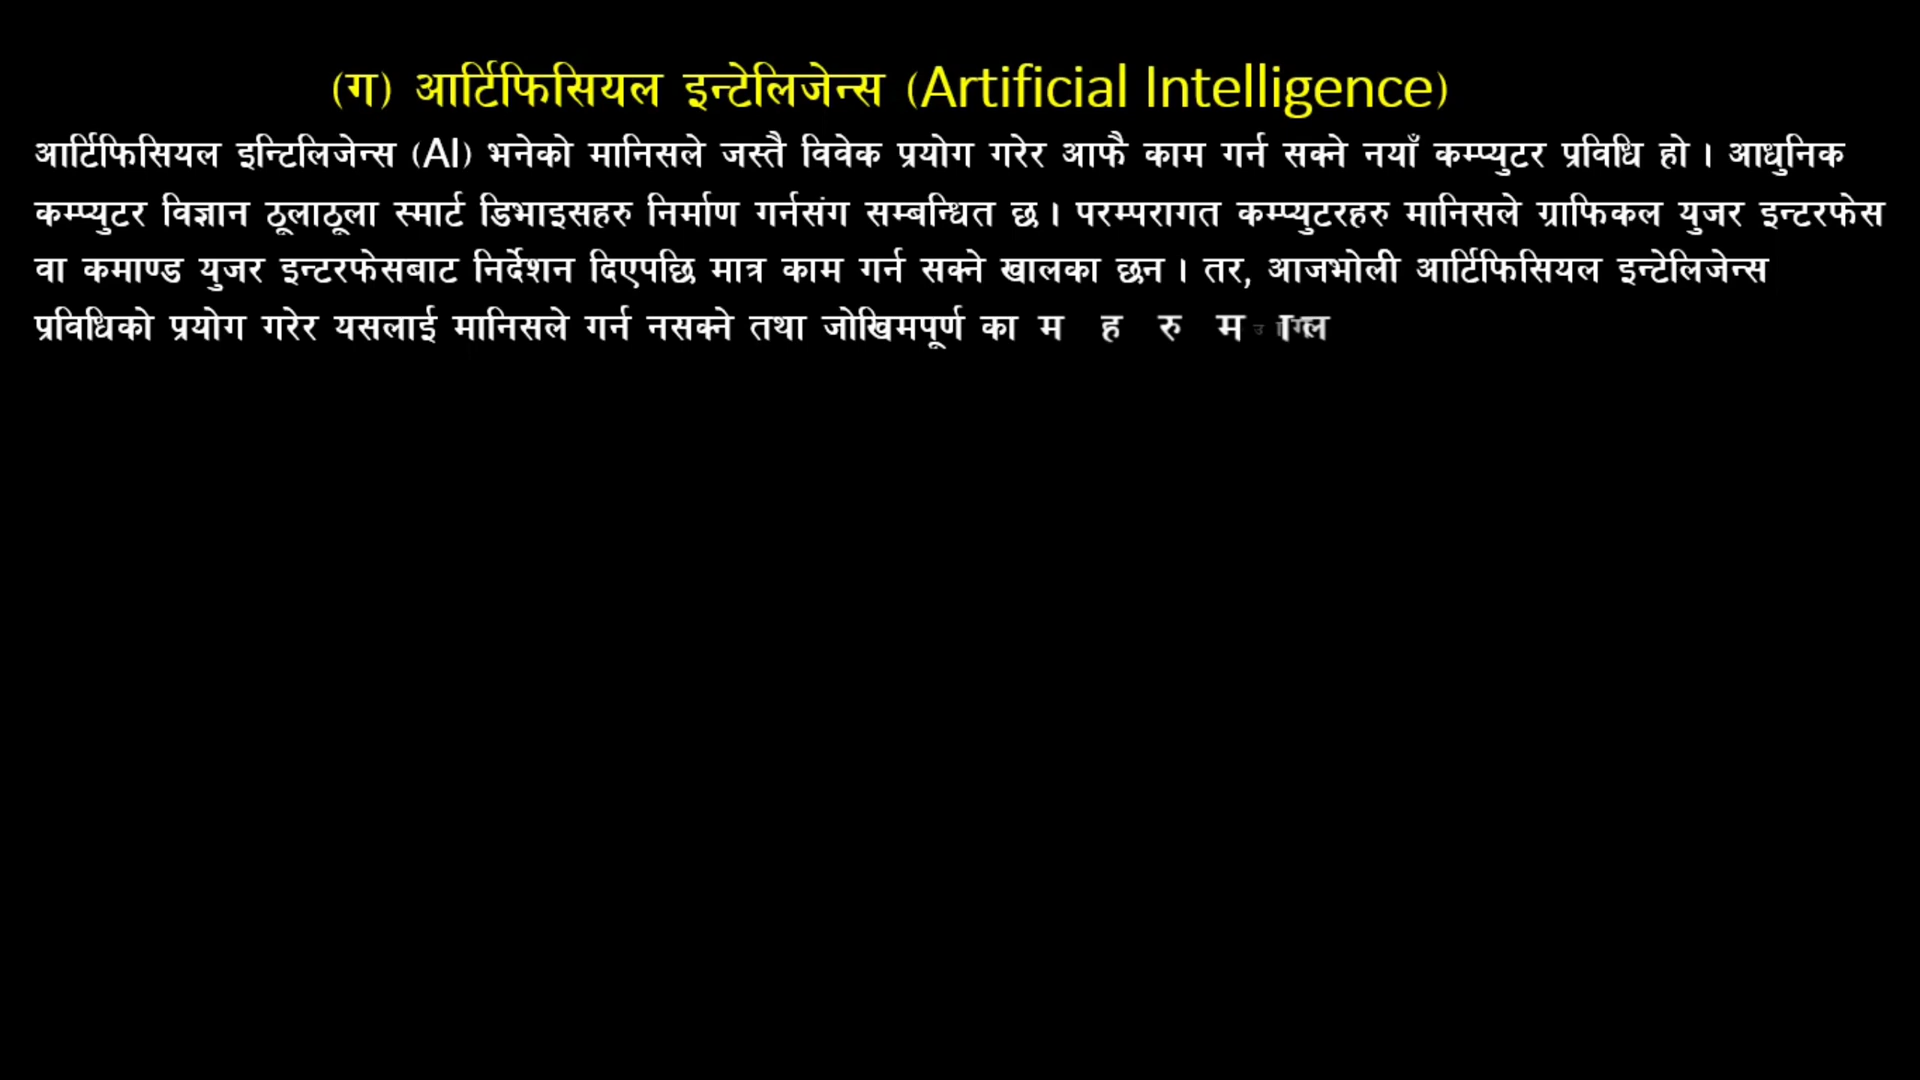 (ग) आर्टिफिसियल इन्टेलिजेन्स (Artificial Intelligence)
आर्टिफिसियल इन्टिलिजेन्स (AI) भनेको मानिसले जस्तै विवेक प्रयोग गरेर आफै काम गर्न सक्ने नयाँ कम्प्युटर प्रविधि हो । आधुनिक
कम्प्युटर विज्ञान ठूलाठूला स्मार्ट डिभाइसहरु निर्माण गर्नसंग सम्बन्धित छ । परम्परागत कम्प्युटरहरु मानिसले ग्राफिकल युजर इन्टरफेस
वा कमाण्ड युजर इन्टरफेसबाट निर्देशन दिएपछि मात्र काम गर्न सक्ने खालका छन । तर, आजभोली आर्टिफिसियल इन्टेलिजेन्स
प्रविधिको प्रयोग गरेर यसलाई मानिसले गर्न नसक्ने तथा जोखिमपूर्ण का म ह रु म